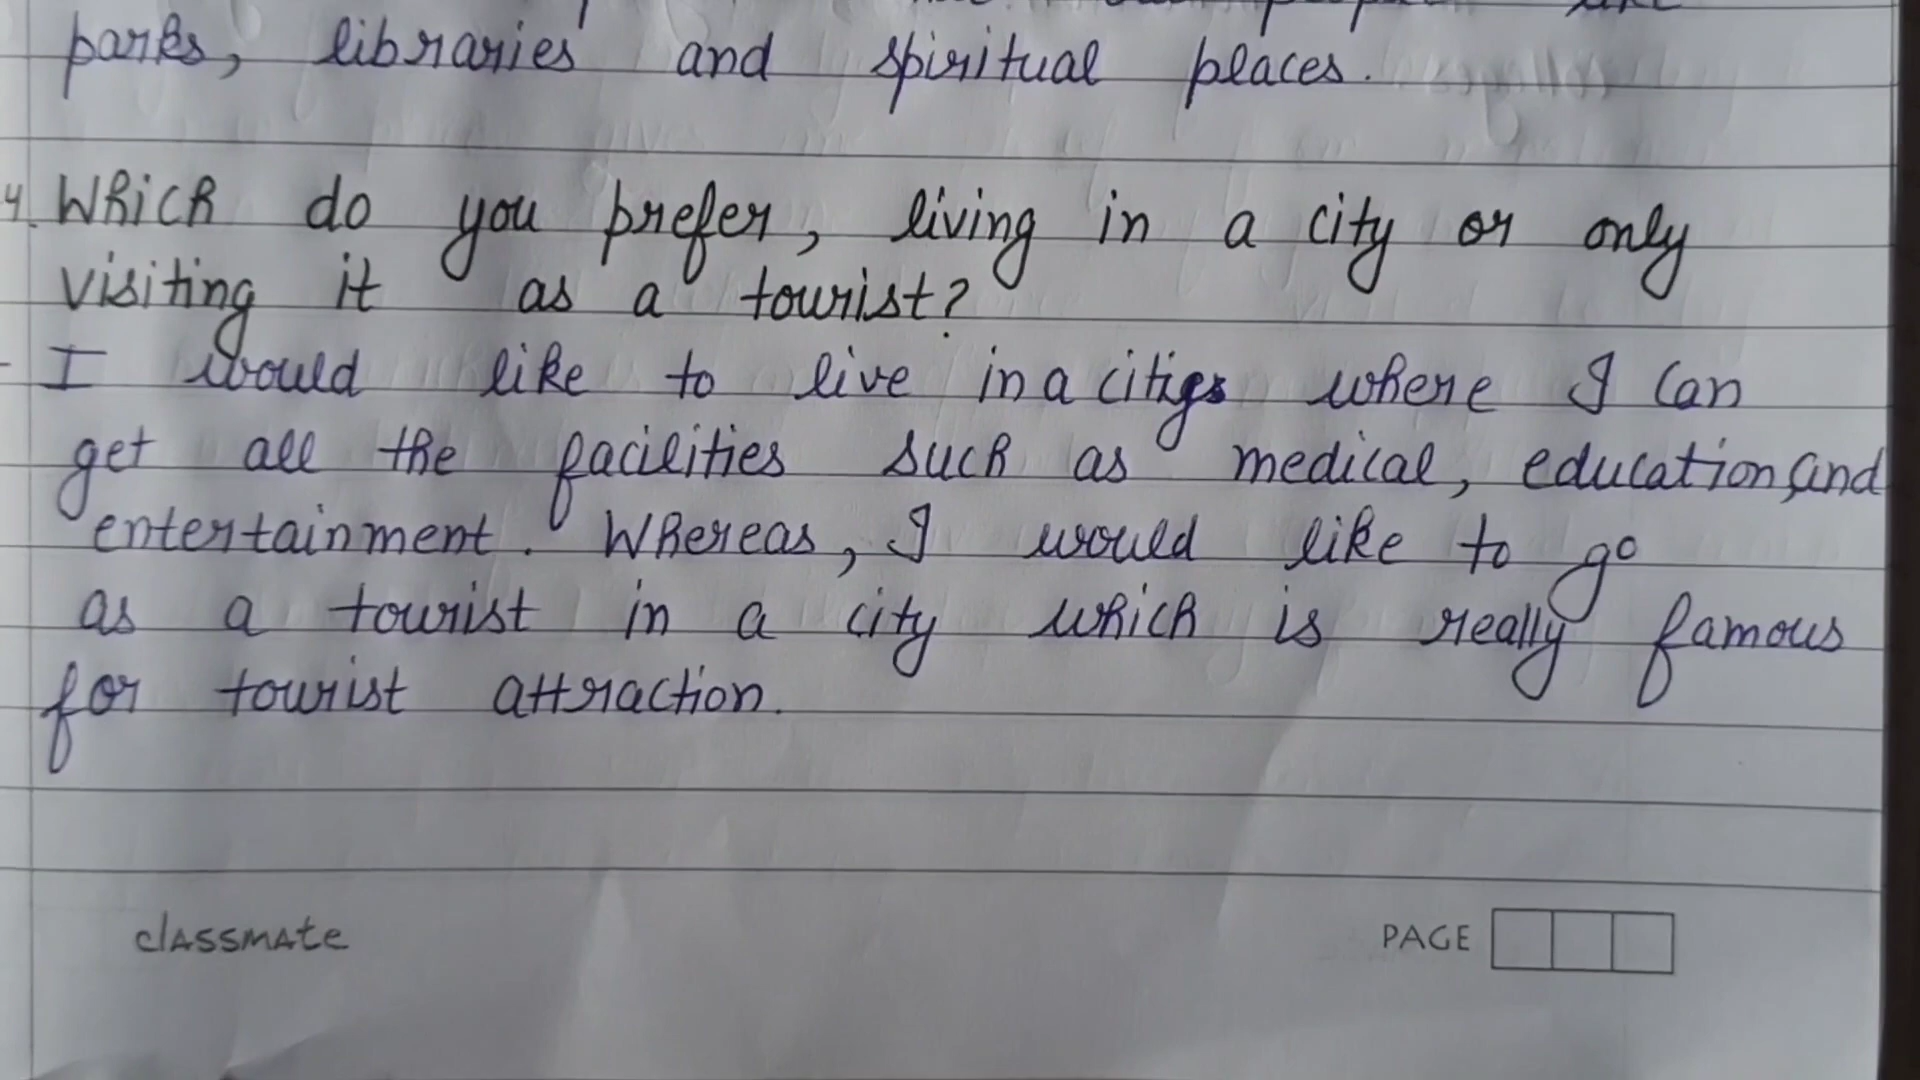 parks, libraries and spiritual places.
4. Which do you prefer, living in a city or only
visiting it as a tourist?
- I would like to live in a city where I can
get all the facilities such as medical, education, and
entertainment. Whereas, I would like to go
as a tourist in a city which is really famous
for tourist attraction.
classmate
PAGE